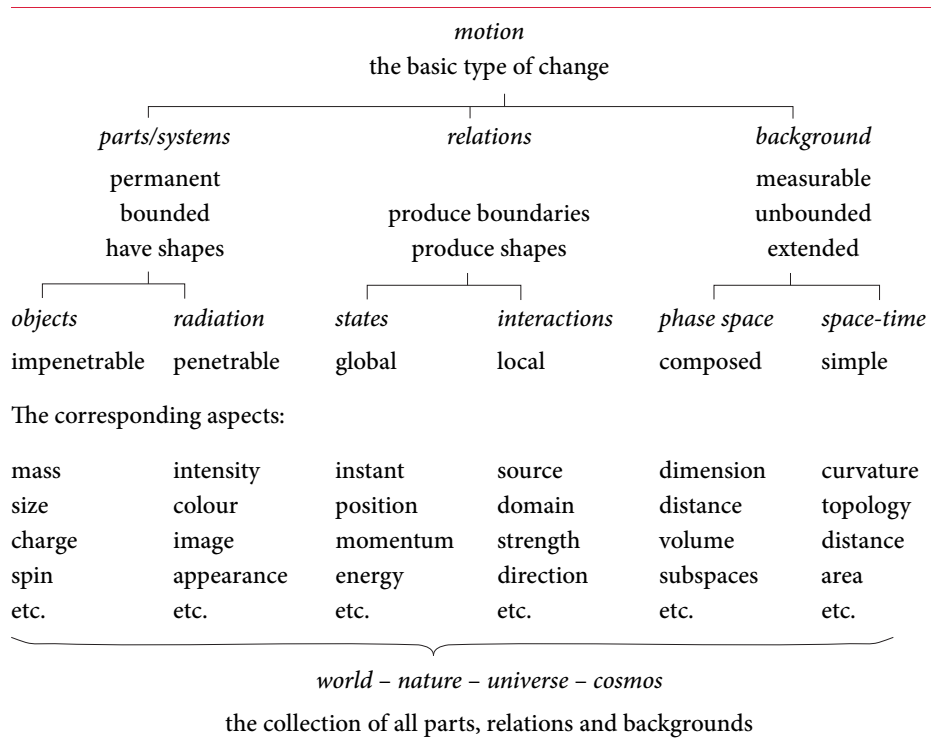 motion
the basic type of change
parts/systems relations background
permanent measurable
bounded produce boundaries unbounded
have shapes produce shapes extended
objects radiation states interactions phase space space-time
impenetrable penetrable global local composed simple
The corresponding aspects:
mass intensity instant source dimension curvature
size colour position domain distance topology
charge image momentum strength volume distance
spin appearance energy direction subspaces area
etc. etc. etc. etc. etc. etc.
world – nature – universe – cosmos
the collection of all parts, relations and backgrounds